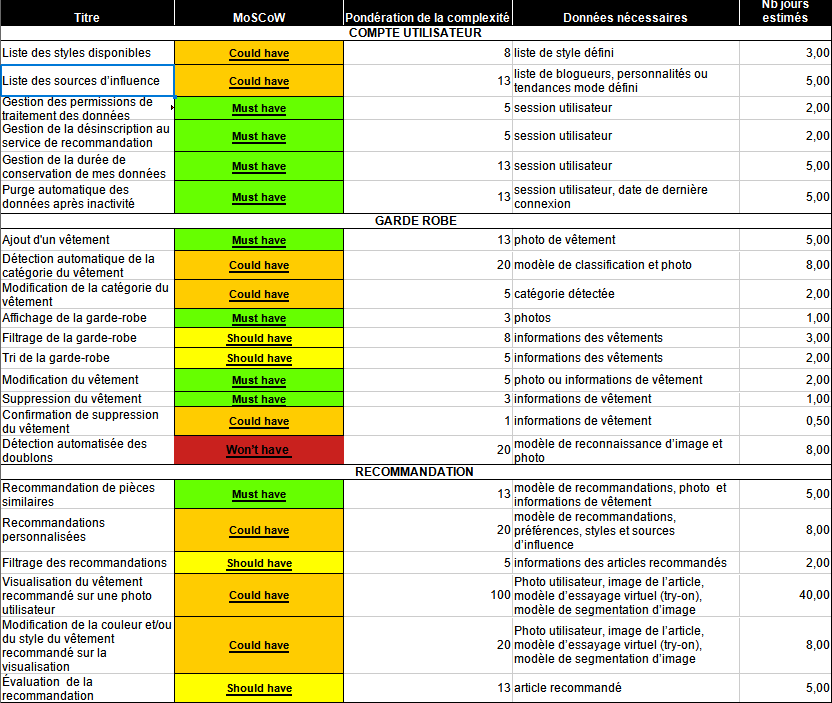 Titre MoSCoW Pondération de la complexité Données nécessaires Nb jours
estimés
COMPTE UTILISATEUR
Liste des styles disponibles Could have 8 liste de style défini 3,00
Liste des sources d’influence Could have 13 liste de blogueurs, personnalités ou
tendances mode défini 5,00
Gestion des permissions de
traitement des données Must have 5 session utilisateur 2,00
Gestion de la désinscription au
service de recommandation Must have 5 session utilisateur 2,00
Gestion de la durée de
conservation de mes données Must have 13 session utilisateur 5,00
Purge automatique des
données après inactivité Must have 13 session utilisateur, date de dernière
connexion 5,00
GARDE ROBE
Ajout d'un vêtement Must have 13 photo de vêtement 5,00
Détection automatique de la
catégorie du vêtement Could have 20 modèle de classification et photo 8,00
Modification de la catégorie du
vêtement Could have 5 catégorie détectée 2,00
Affichage de la garde-robe Must have 3 photos 1,00
Filtrage de la garde-robe Should have 8 informations des vêtements 3,00
Tri de la garde-robe Should have 5 informations des vêtements 2,00
Modification du vêtement Must have 5 photo ou informations de vêtement 2,00
Suppression du vêtement Must have 3 informations de vêtement 1,00
Confirmation de suppression
du vêtement Could have 1 informations de vêtement 0,50
Détection automatisée des
doublons Won't have 20 modèle de reconnaissance d’image et
photo 8,00
RECOMMANDATION
Recommandation de pièces
similaires Must have 13 modèle de recommandations, photo et
informations de vêtement 5,00
Recommandations
personnalisées Could have 20 modèle de recommandations,
préférences, styles et sources
d’influence 8,00
Filtrage des recommandations Should have 5 informations des articles recommandés 2,00
Visualisation du vêtement
recommandé sur une photo
utilisateur Could have 100 Photo utilisateur, image de l’article,
modèle d’essayage virtuel (try-on),
modèle de segmentation d’image 40,00
Modification de la couleur et/ou
du style du vêtement
recommandé sur la
visualisation Could have 20 Photo utilisateur, image de l’article,
modèle d’essayage virtuel (try-on),
modèle de segmentation d’image 8,00
Évaluation de la
recommandation Should have 13 article recommandé 5,00